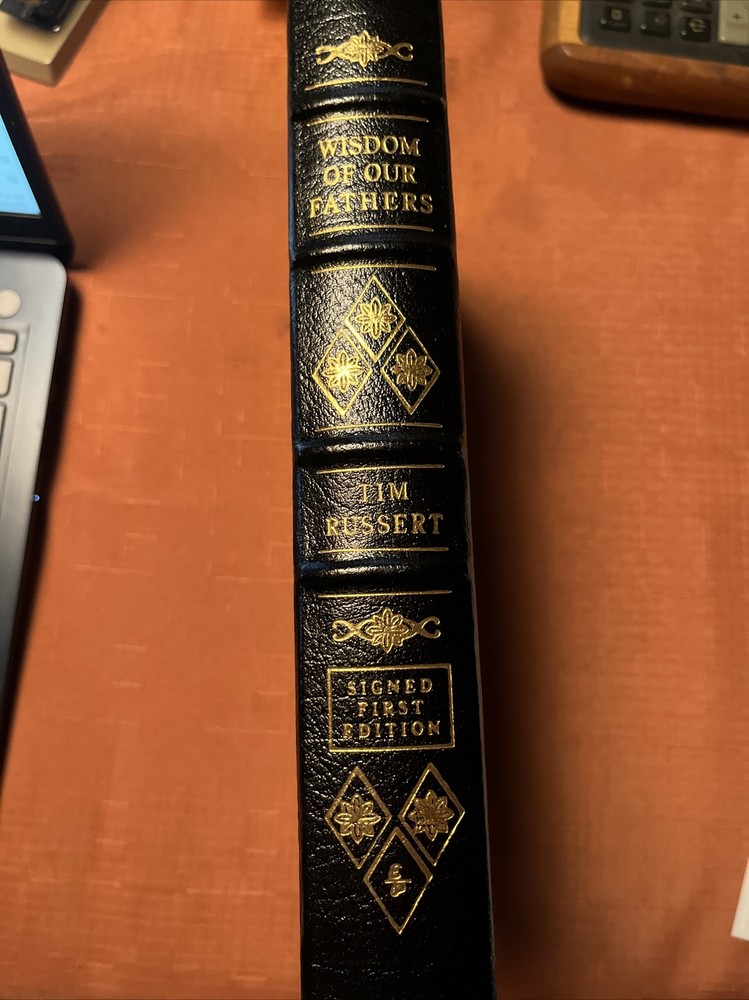 WISDOM
OF OUR
FATHERS
TIM
RUSSERT
SIGNED
FIRST
EDITION